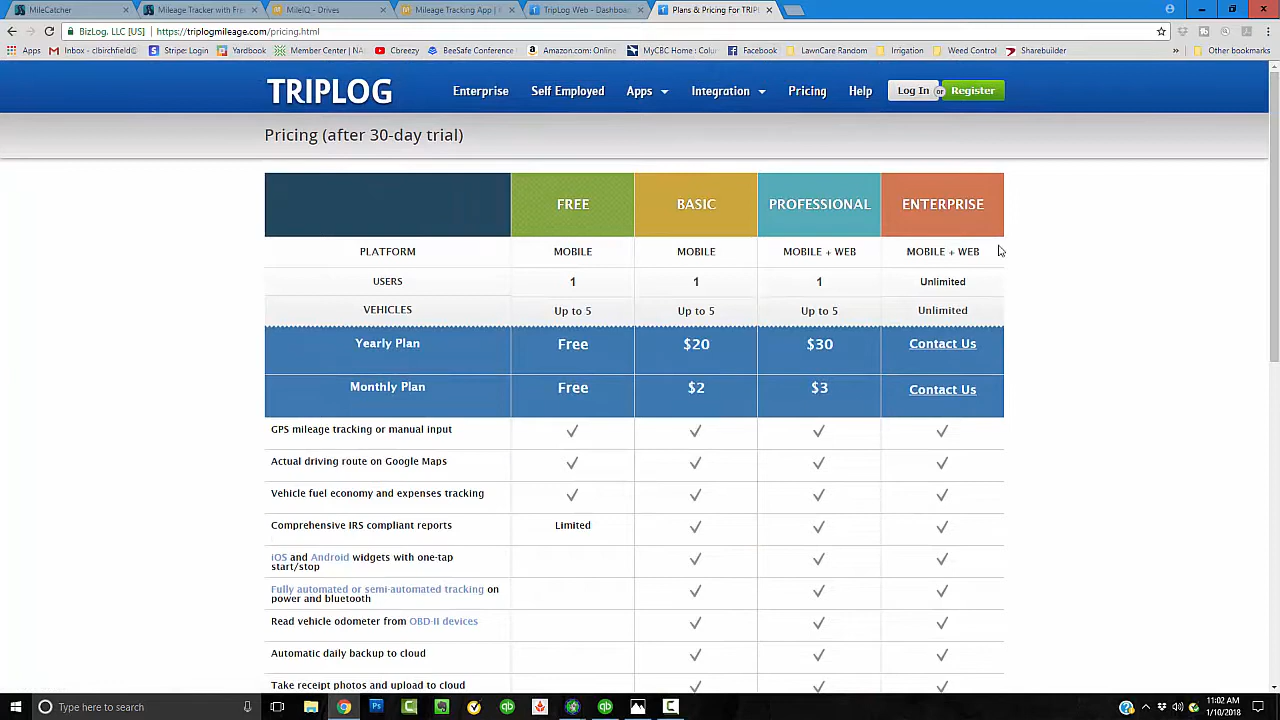 MileCatcher
Mileage Tracker with Fre
MileIQ - Drives
Mileage Tracking App |
TripLog Web - Dashboa
Plans & Pricing For TRIPL
BizLog, LLC [US]
https://triplogmileage.com/pricing.html
Apps
Inbox - clbirchfield@
Stripe: Login
Yardbook
Member Center | NA
Cbreezy
BeeSafe Conference
Amazon.com: Online
MyCBC Home : Colu
Facebook
LawnCare Random
Irrigation
Weed Control
Sharebuilder
Other bookmarks
TRIPLOG
Enterprise
Self Employed
Apps
Integration
Pricing
Help
Log In
or
Register
Pricing (after 30-day trial)
FREE
BASIC
PROFESSIONAL
ENTERPRISE
PLATFORM
MOBILE
MOBILE
MOBILE + WEB
MOBILE + WEB
USERS
1
1
1
Unlimited
VEHICLES
Up to 5
Up to 5
Up to 5
Unlimited
Yearly Plan
Free
$20
$30
Contact Us
Monthly Plan
Free
$2
$3
Contact Us
GPS mileage tracking or manual input
Actual driving route on Google Maps
Vehicle fuel economy and expenses tracking
Comprehensive IRS compliant reports
Limited
iOS and Android widgets with one-tap
start/stop
Fully automated or semi-automated tracking on
power and bluetooth
Read vehicle odometer from OBD-II devices
Automatic daily backup to cloud
Take receipt photos and upload to cloud
Type here to search
11:02 AM
1/10/2018